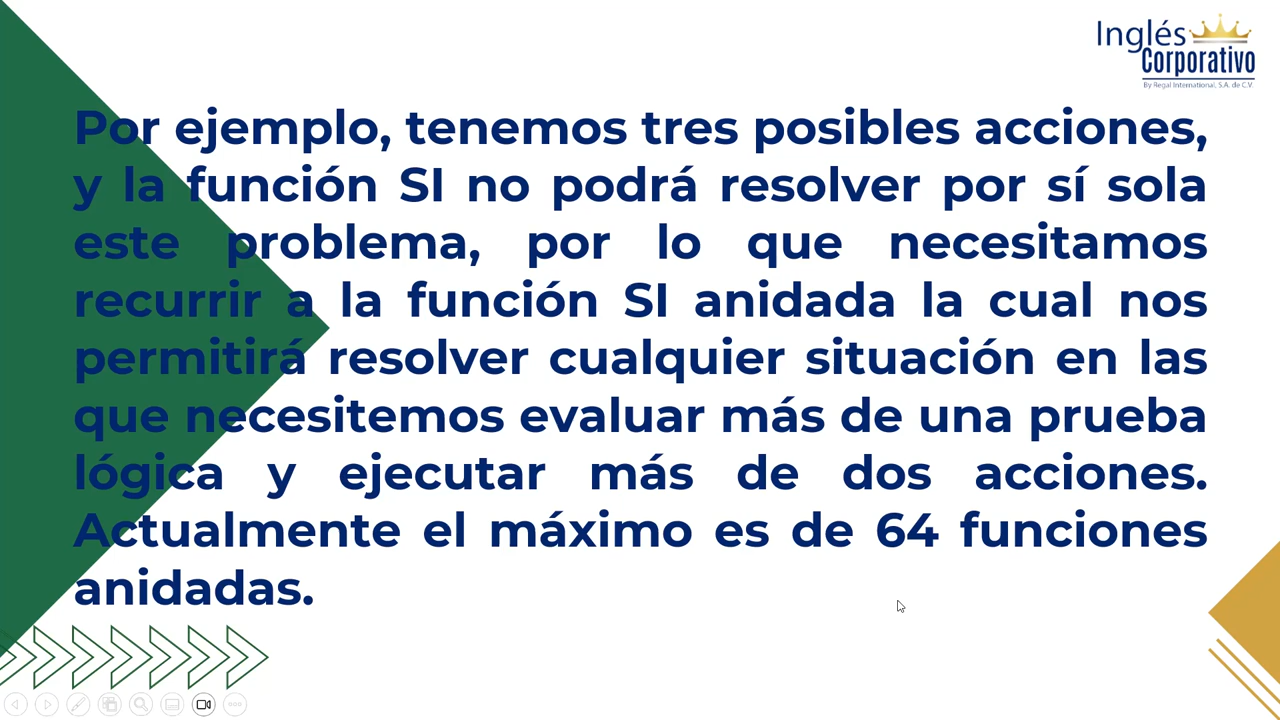 Inglés
Corporativo
By Regal International, S.A. de C.V.
Por ejemplo, tenemos tres posibles acciones,
y la función SI no podrá resolver por sí sola
este problema, por lo que necesitamos
recurrir a la función SI anidada la cual nos
permitirá resolver cualquier situación en las
que necesitemos evaluar más de una prueba
lógica y ejecutar más de dos acciones.
Actualmente el máximo es de 64 funciones
anidadas.